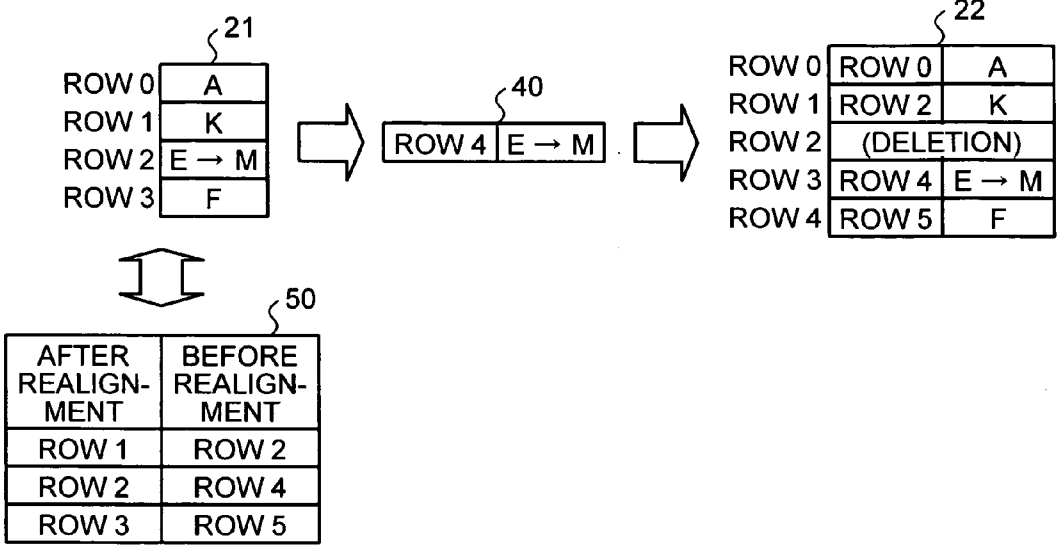 21
ROW 0 A
ROW 1 K
ROW 2 E → M
ROW 3 F
40
ROW 4 E → M
22
ROW 0 ROW 0 A
ROW 1 ROW 2 K
ROW 2 (DELETION)
ROW 3 ROW 4 E → M
ROW 4 ROW 5 F
50
AFTER
REALIGN-
MENT
BEFORE
REALIGN-
MENT
ROW 1 ROW 2
ROW 2 ROW 4
ROW 3 ROW 5